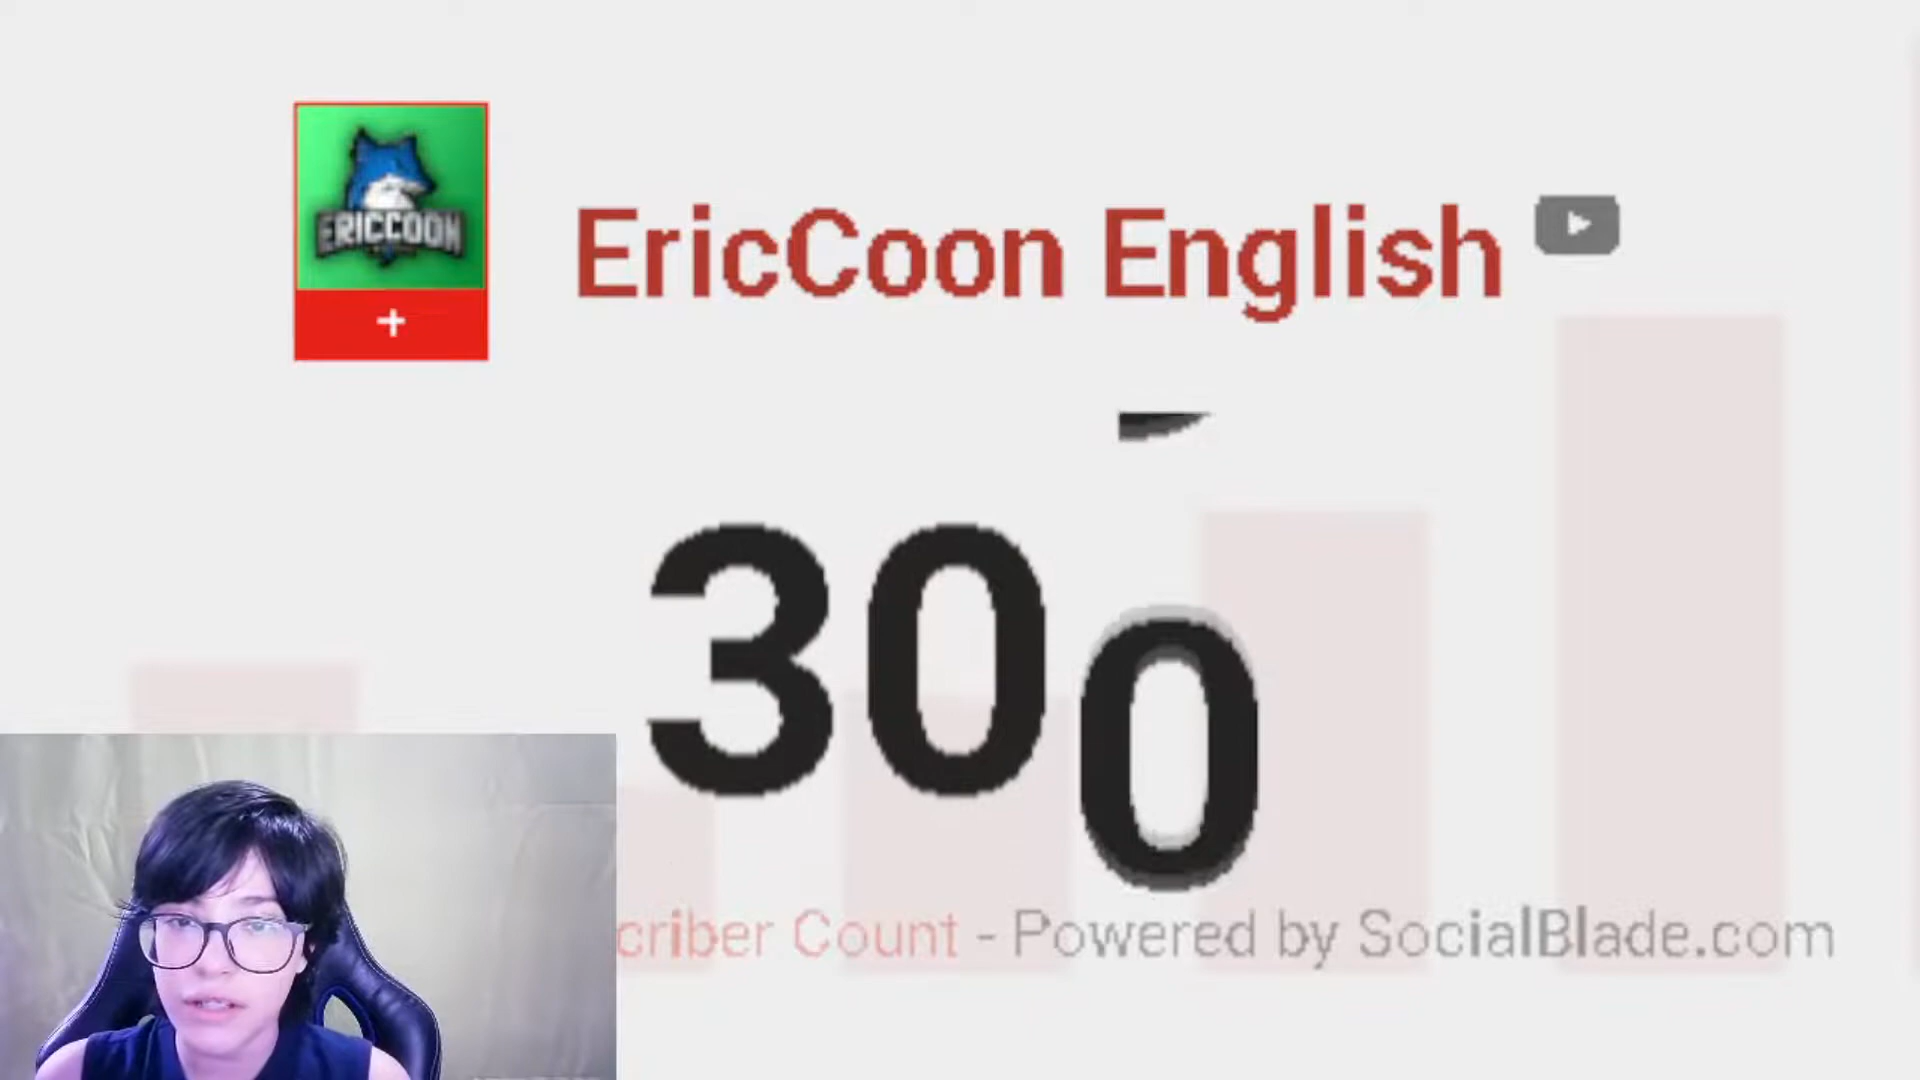 ERICCOON
+
EricCoon English
300
criber Count - Powered by SocialBlade.com